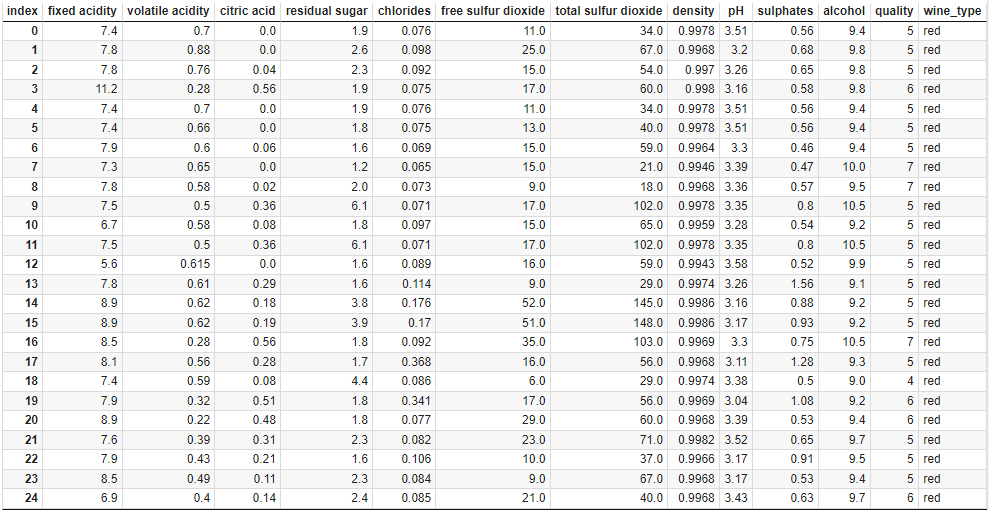 index fixed acidity volatile acidity citric acid residual sugar chlorides free sulfur dioxide total sulfur dioxide density pH sulphates alcohol quality wine_type
0 7.4 0.7 0.0 1.9 0.076 11.0 34.0 0.9978 3.51 0.56 9.4 5 red
1 7.8 0.88 0.0 2.6 0.098 25.0 67.0 0.9968 3.2 0.68 9.8 5 red
2 7.8 0.76 0.04 2.3 0.092 15.0 54.0 0.997 3.26 0.65 9.8 5 red
3 11.2 0.28 0.56 1.9 0.075 17.0 60.0 0.998 3.16 0.58 9.8 6 red
4 7.4 0.7 0.0 1.9 0.076 11.0 34.0 0.9978 3.51 0.56 9.4 5 red
5 7.4 0.66 0.0 1.8 0.075 13.0 40.0 0.9978 3.51 0.56 9.4 5 red
6 7.9 0.6 0.06 1.6 0.069 15.0 59.0 0.9964 3.3 0.46 9.4 5 red
7 7.3 0.65 0.0 1.2 0.065 15.0 21.0 0.9946 3.39 0.47 10.0 7 red
8 7.8 0.58 0.02 2.0 0.073 9.0 18.0 0.9968 3.36 0.57 9.5 7 red
9 7.5 0.5 0.36 6.1 0.071 17.0 102.0 0.9978 3.35 0.8 10.5 5 red
10 6.7 0.58 0.08 1.8 0.097 15.0 65.0 0.9959 3.28 0.54 9.2 5 red
11 7.5 0.5 0.36 6.1 0.071 17.0 102.0 0.9978 3.35 0.8 10.5 5 red
12 5.6 0.615 0.0 1.6 0.089 16.0 59.0 0.9943 3.58 0.52 9.9 5 red
13 7.8 0.61 0.29 1.6 0.114 9.0 29.0 0.9974 3.26 1.56 9.1 5 red
14 8.9 0.62 0.18 3.8 0.176 52.0 145.0 0.9986 3.16 0.88 9.2 5 red
15 8.9 0.62 0.19 3.9 0.17 51.0 148.0 0.9986 3.17 0.93 9.2 5 red
16 8.5 0.28 0.56 1.8 0.092 35.0 103.0 0.9969 3.3 0.75 10.5 7 red
17 8.1 0.56 0.28 1.7 0.368 16.0 56.0 0.9968 3.11 1.28 9.3 5 red
18 7.4 0.59 0.08 4.4 0.086 6.0 29.0 0.9974 3.38 0.5 9.0 4 red
19 7.9 0.32 0.51 1.8 0.341 17.0 56.0 0.9969 3.04 1.08 9.2 6 red
20 8.9 0.22 0.48 1.8 0.077 29.0 60.0 0.9968 3.39 0.53 9.4 6 red
21 7.6 0.39 0.31 2.3 0.082 23.0 71.0 0.9982 3.52 0.65 9.7 5 red
22 7.9 0.43 0.21 1.6 0.106 10.0 37.0 0.9966 3.17 0.91 9.5 5 red
23 8.5 0.49 0.11 2.3 0.084 9.0 67.0 0.9968 3.17 0.53 9.4 5 red
24 6.9 0.4 0.14 2.4 0.085 21.0 40.0 0.9968 3.43 0.63 9.7 6 red